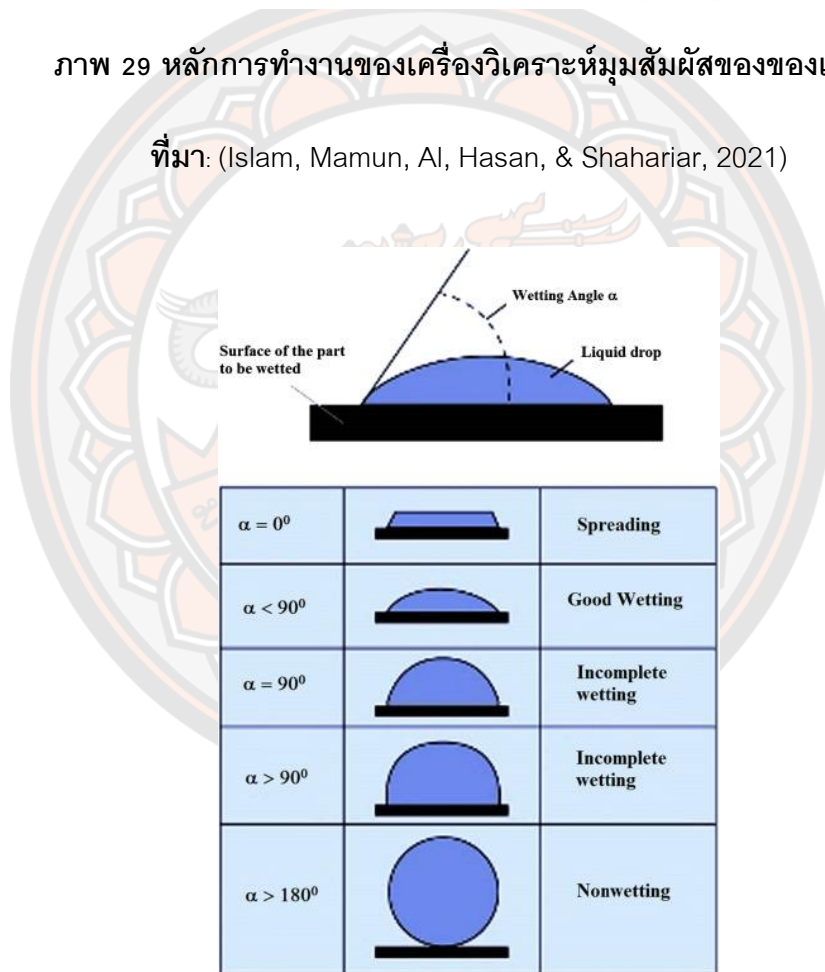 ภาพ 29 หลักการทำงานของเครื่องวิเคราะห์มุมสัมผัสของของ
ที่มา: (Islam, Mamun, Al, Hasan, & Shahariar, 2021)
Wetting Angle α
Surface of the part
to be wetted
Liquid drop
α = 0⁰
Spreading
α < 90⁰
Good Wetting
α = 90⁰
Incomplete
wetting
α > 90⁰
Incomplete
wetting
α > 180⁰
Nonwetting